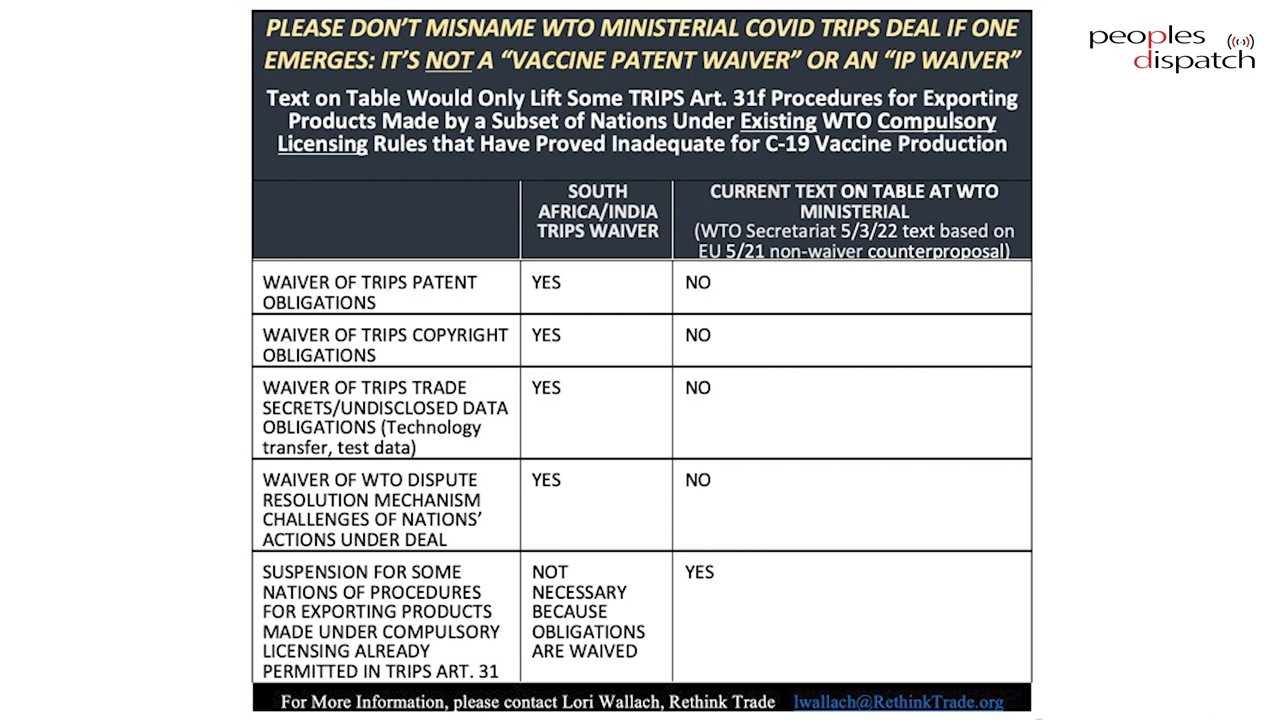 PLEASE DON’T MISNAME WTO MINISTERIAL COVID TRIPS DEAL IF ONE
EMERGES: IT’S NOT A “VACCINE PATENT WAIVER” OR AN “IP WAIVER”
Text on Table Would Only Lift Some TRIPS Art. 31f Procedures for Exporting
Products Made by a Subset of Nations Under Existing WTO Compulsory
Licensing Rules that Have Proved Inadequate for C-19 Vaccine Production
peoples
dispatch
SOUTH
AFRICA/INDIA
TRIPS WAIVER
CURRENT TEXT ON TABLE AT WTO
MINISTERIAL
(WTO Secretariat 5/3/22 text based on
EU 5/21 non-waiver counterproposal)
WAIVER OF TRIPS PATENT
OBLIGATIONS
YES
NO
WAIVER OF TRIPS COPYRIGHT
OBLIGATIONS
YES
NO
WAIVER OF TRIPS TRADE
SECRETS/UNDISCLOSED DATA
OBLIGATIONS (Technology
transfer, test data)
YES
NO
WAIVER OF WTO DISPUTE
RESOLUTION MECHANISM
CHALLENGES OF NATIONS’
ACTIONS UNDER DEAL
YES
NO
SUSPENSION FOR SOME
NATIONS OF PROCEDURES
FOR EXPORTING PRODUCTS
MADE UNDER COMPULSORY
LICENSING ALREADY
PERMITTED IN TRIPS ART. 31
NOT
NECESSARY
BECAUSE
OBLIGATIONS
ARE WAIVED
YES
For More Information, please contact Lori Wallach, Rethink Trade lwallach@RethinkTrade.org